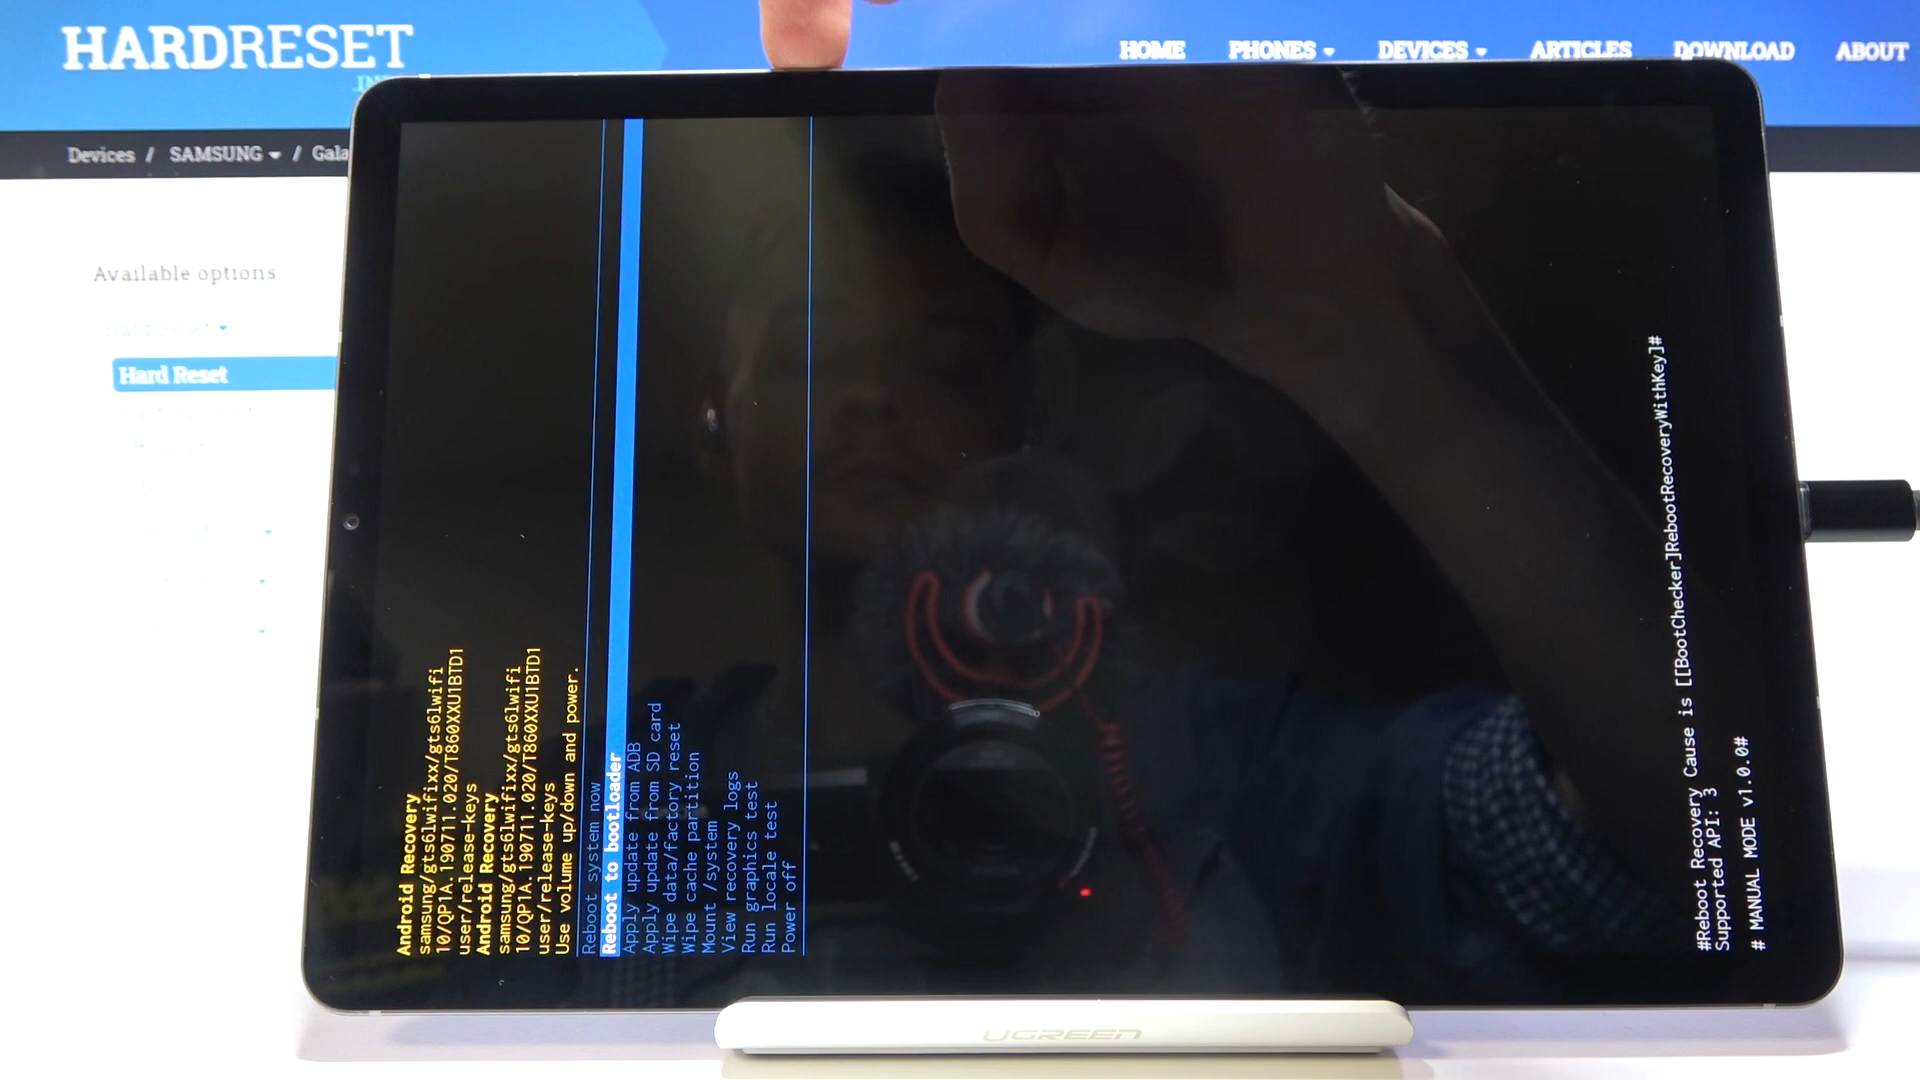 HARDRESET
HOME
PHONES
DEVICES
ARTICLES
DOWNLOAD
ABOUT
Devices / SAMSUNG /
Available options
Hard Reset
Android Recovery
samsung/gts6lwifixx/gts6lwifi
10/QP1A.190711.020/T860XXU1BTD1
user/release-keys
Android Recovery
samsung/gts6lwifixx/gts6lwifi
10/QP1A.190711.020/T860XXU1BTD1
user/release-keys
Use volume up/down and power.
Reboot system now
Reboot to bootloader
Apply update from ADB
Apply update from SD card
Wipe data/factory reset
Wipe cache partition
Mount /system
View recovery logs
Run graphics test
Run locale test
Power off
#Reboot Recovery Cause is [[BootChecker]RebootRecoveryWithKey]#
Supported API: 3
# MANUAL MODE v1.0.0#
UGREEN